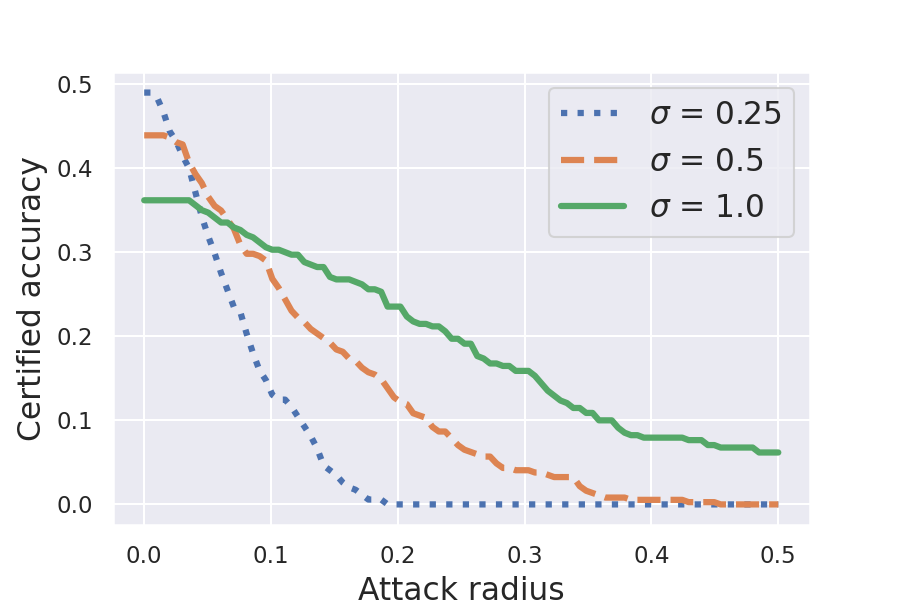 0.5
0.4
0.3
0.2
0.1
0.0
Certified accuracy
σ = 0.25
σ = 0.5
σ = 1.0
0.0 0.1 0.2 0.3 0.4 0.5
Attack radius